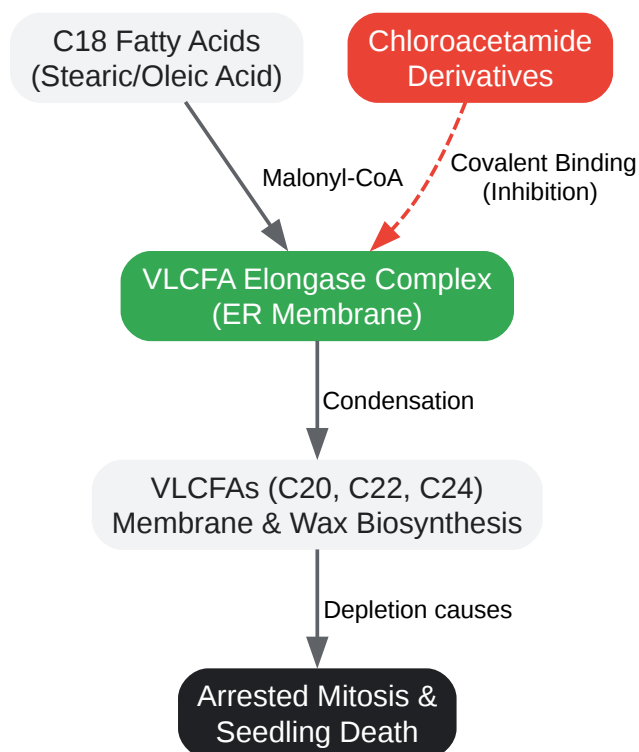 C18 Fatty Acids
(Stearic/Oleic Acid)
Chloroacetamide
Derivatives
Malonyl-CoA
Covalent Binding
(Inhibition)
VLCFA Elongase Complex
(ER Membrane)
Condensation
VLCFAs (C20, C22, C24)
Membrane & Wax Biosynthesis
Depletion causes
Arrested Mitosis &
Seedling Death